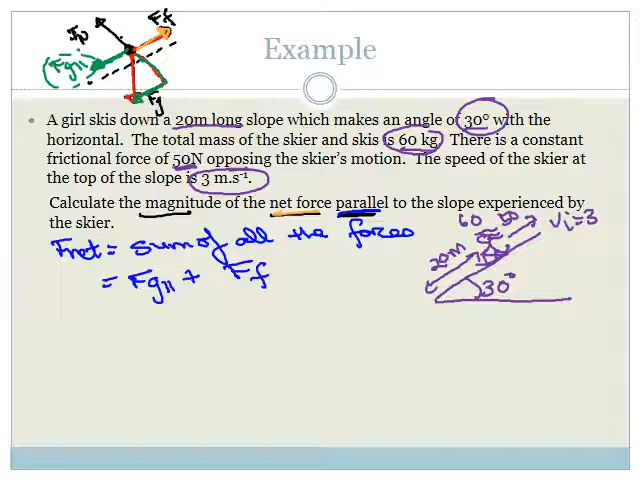 FN
Fk
Fg||
Fg
Example
A girl skis down a 20m long slope which makes an angle of 30° with the
horizontal. The total mass of the skier and skis is 60 kg. There is a constant
frictional force of 50N opposing the skier's motion. The speed of the skier at
the top of the slope is 3 m.s⁻¹.
Calculate the magnitude of the net force parallel to the slope experienced by
the skier.
Fnet = sum of all the forces
= Fg|| + Ff
60 50 Vi=3
20m
30°